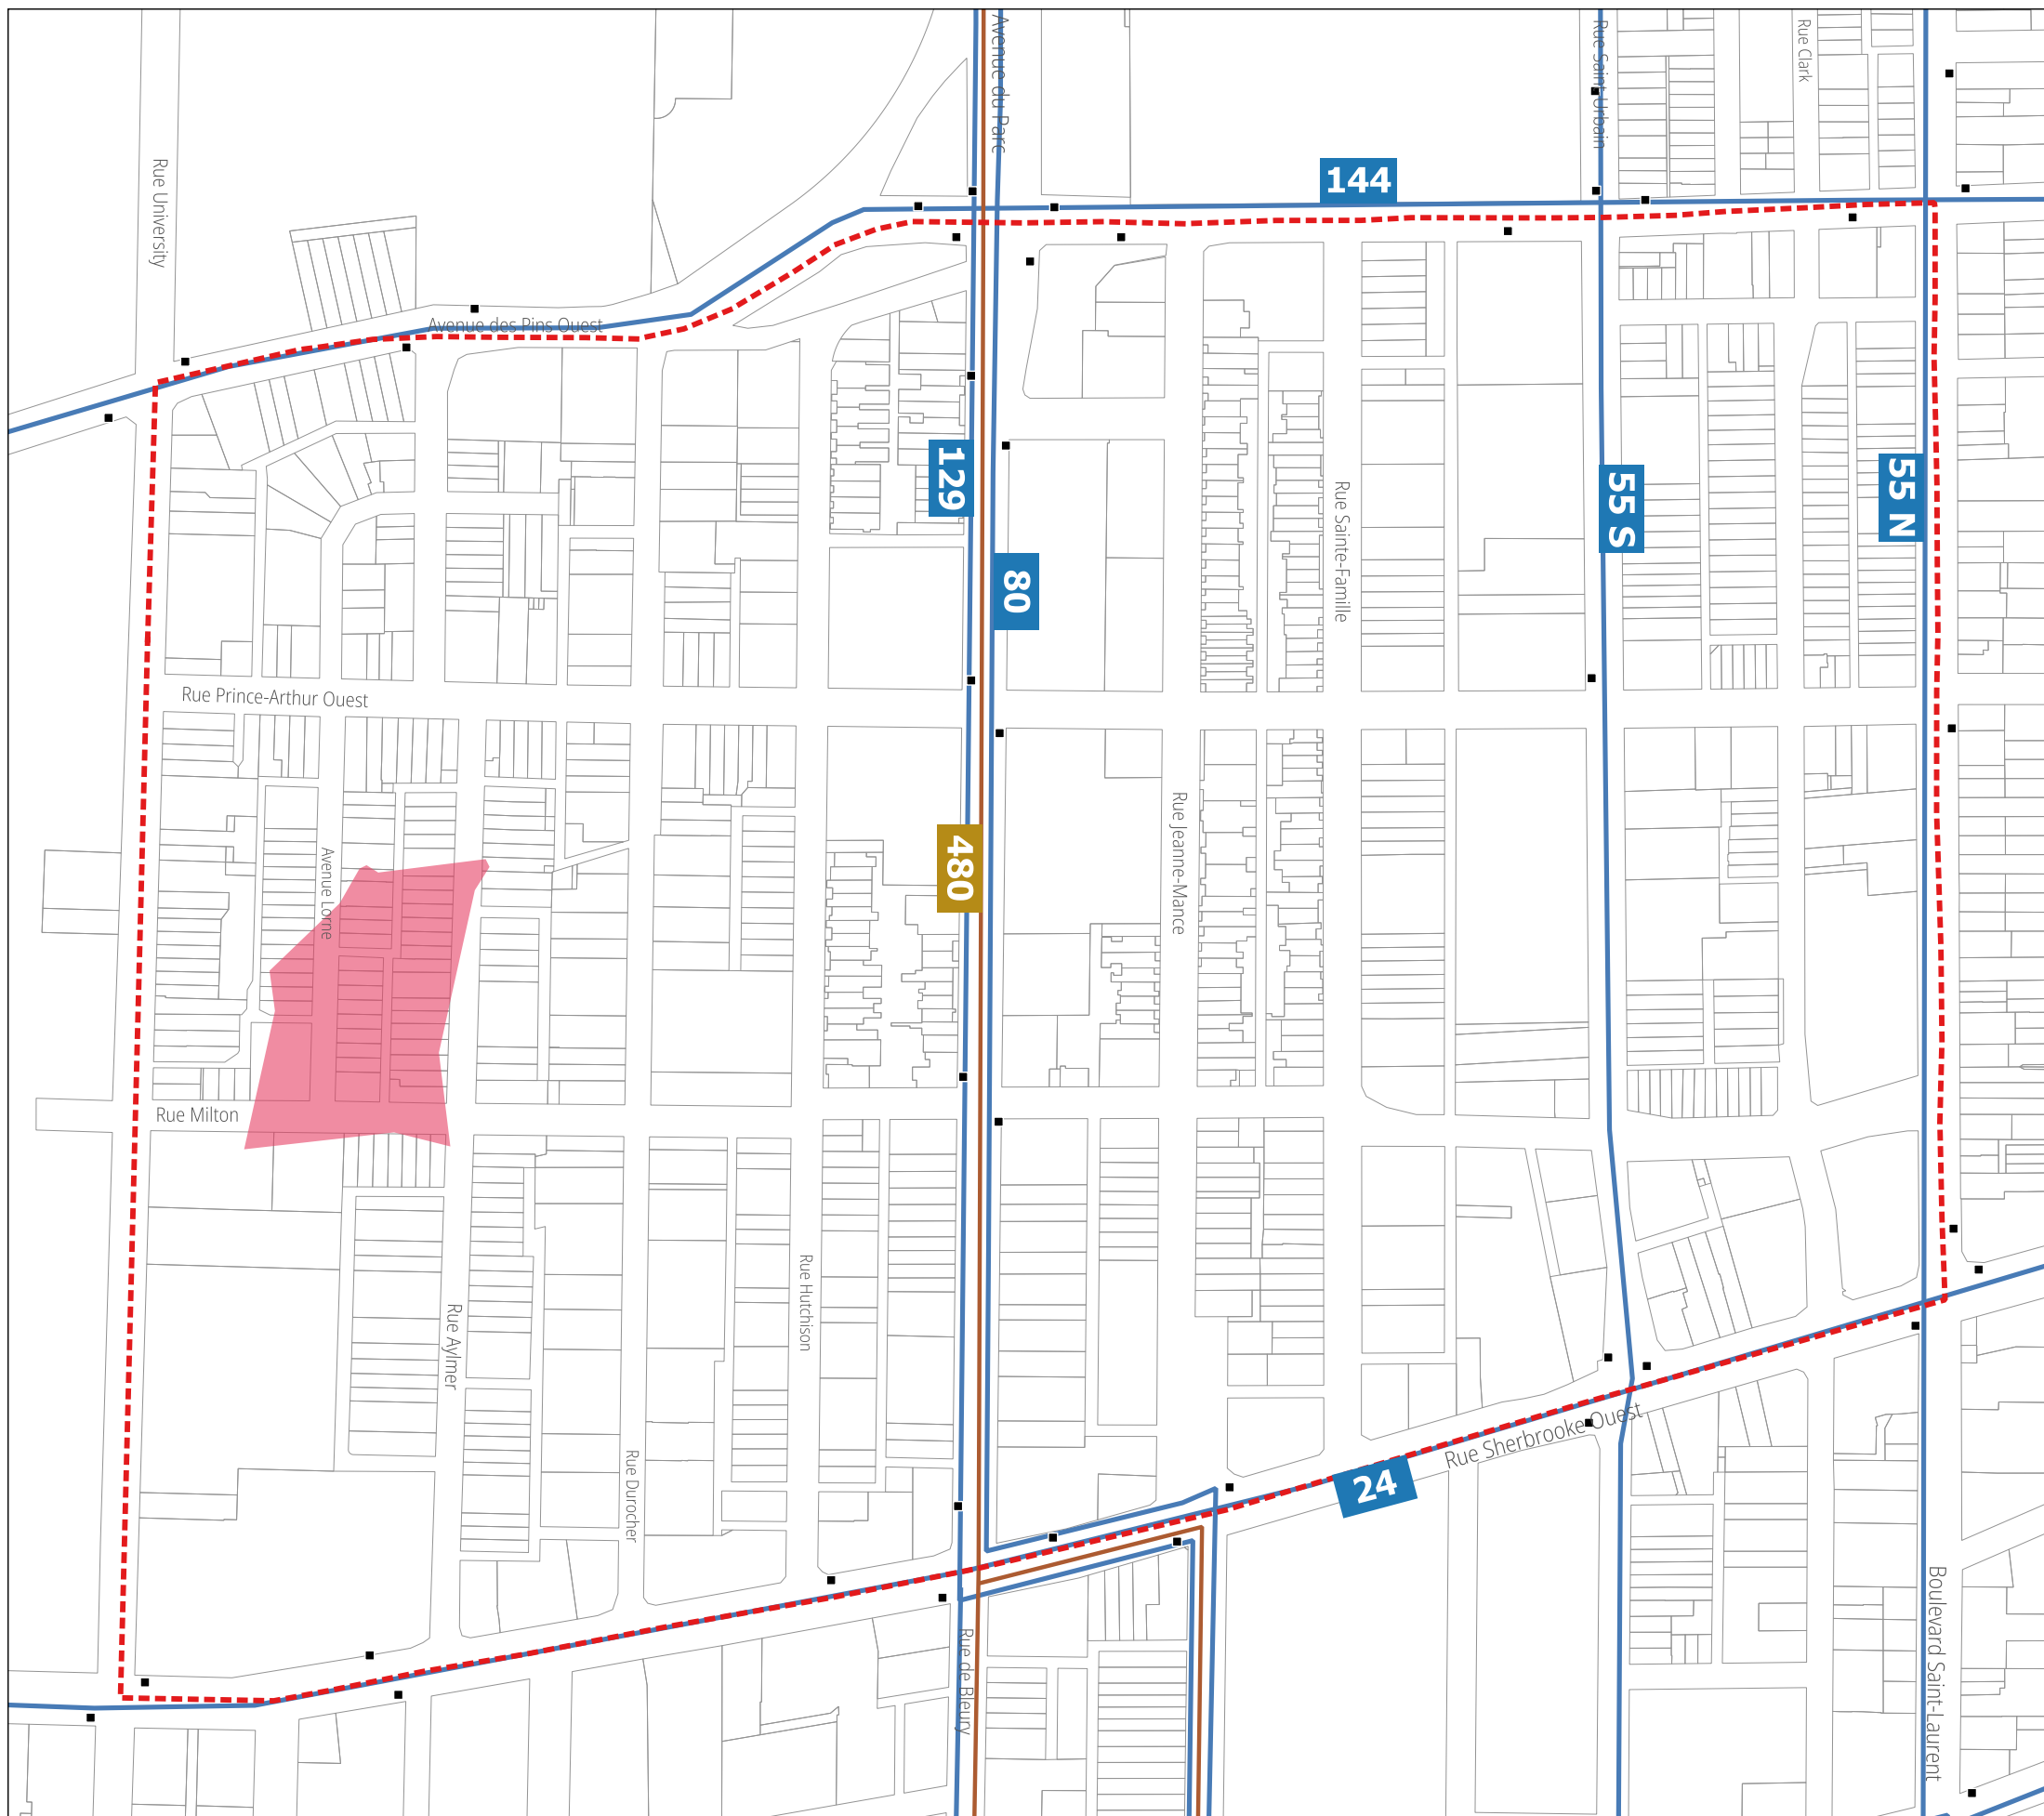 Avenue du Parc
Rue Saint-Urbain
Rue Clark
Rue University
144
Avenue des Pins Ouest
129
55 S
55 N
80
Rue Sainte-Famille
Rue Prince-Arthur Ouest
Rue Jeanne-Mance
480
Avenue Lorne
Rue Milton
Rue Hutchison
Rue Aylmer
Rue Durocher
Rue Sherbrooke Ouest
24
Rue de Bleury
Boulevard Saint-Laurent